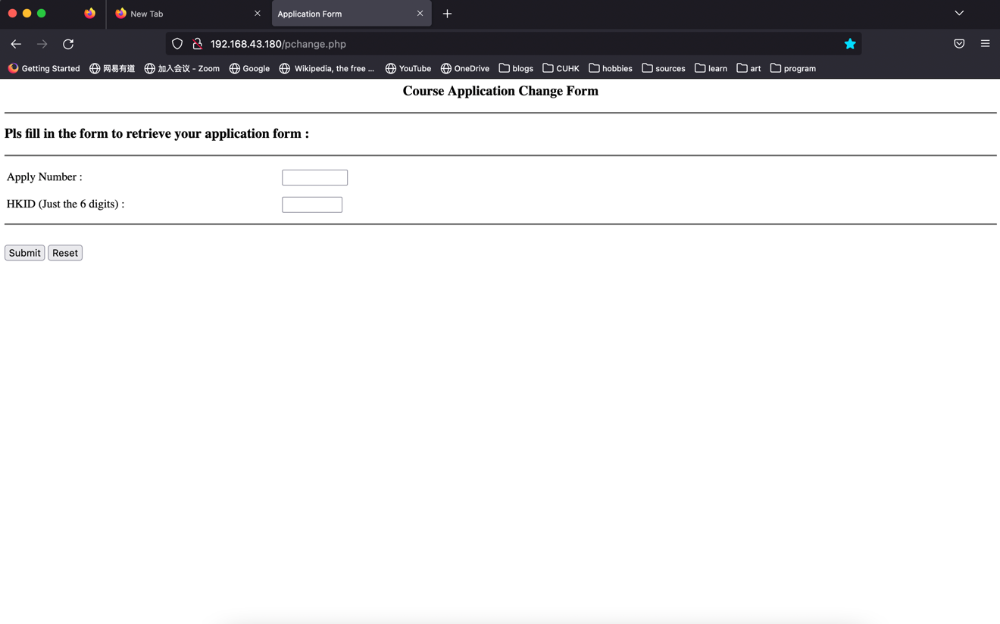 New Tab
Application Form
192.168.43.180/pchange.php
Getting Started 网易有道 加入会议 - Zoom Google Wikipedia, the free ... YouTube OneDrive blogs CUHK hobbies sources learn art program
Course Application Change Form
Pls fill in the form to retrieve your application form :
Apply Number :
HKID (Just the 6 digits) :
Submit Reset